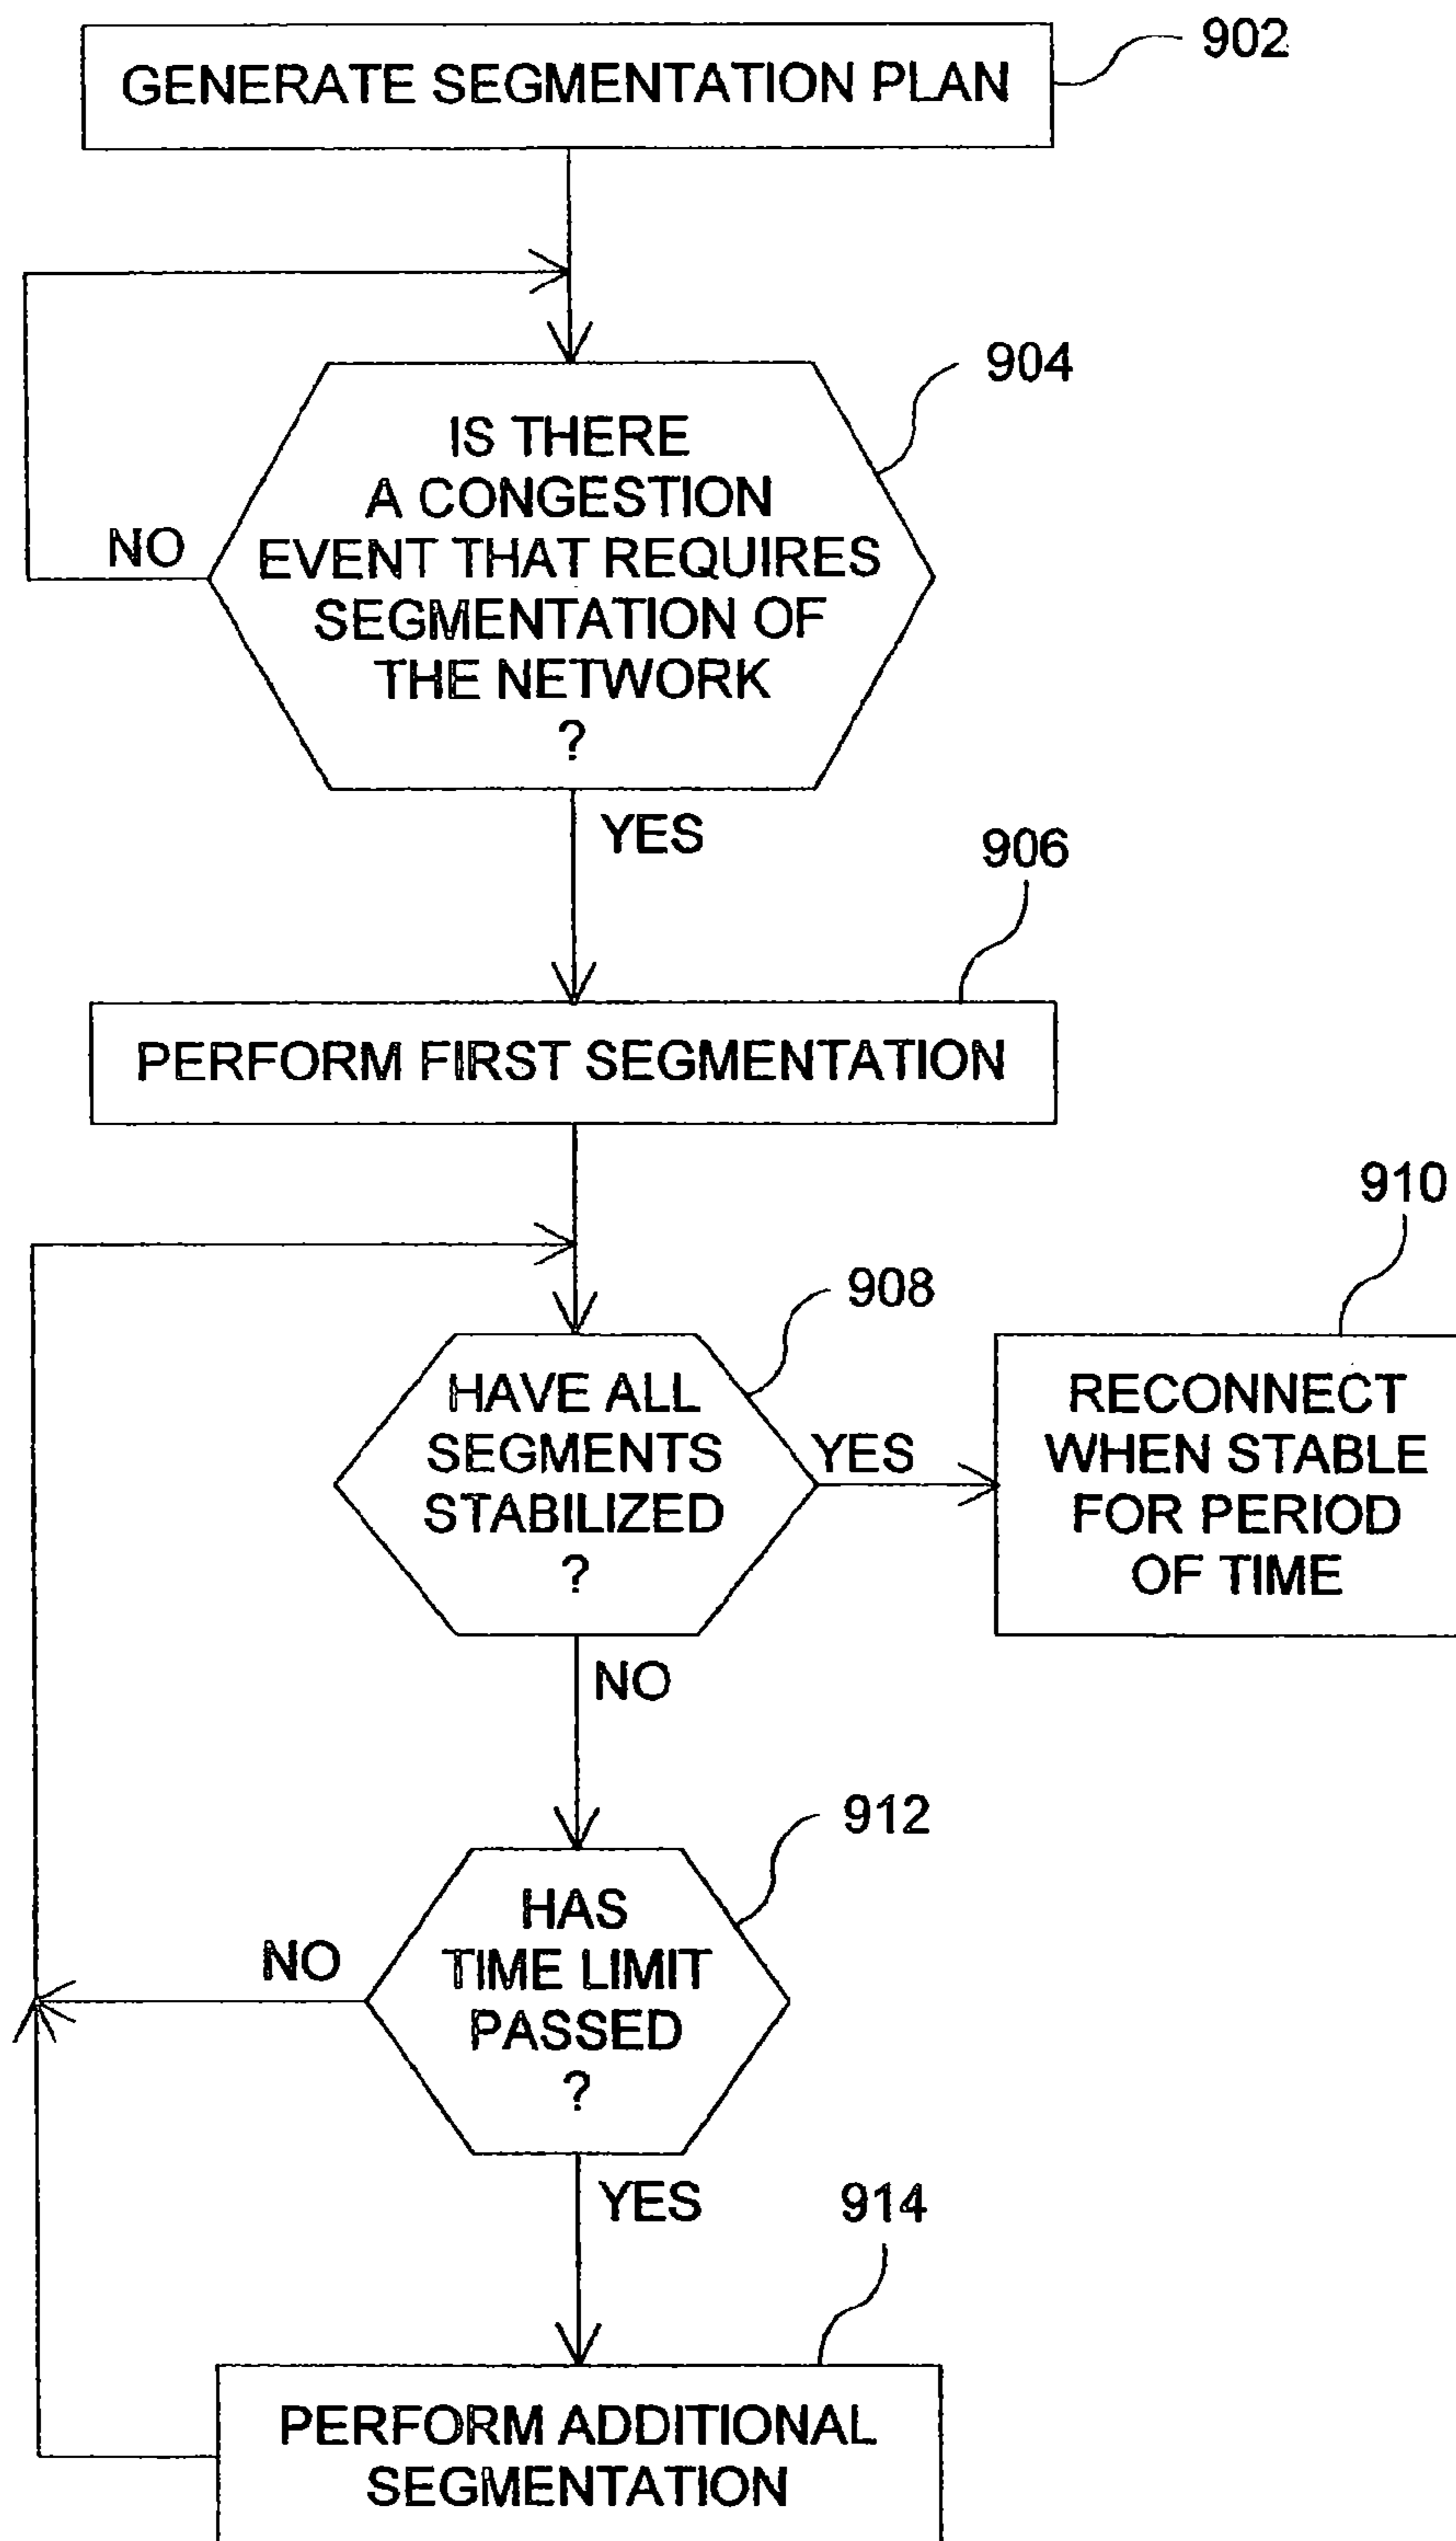 902
GENERATE SEGMENTATION PLAN
904
IS THERE
A CONGESTION
EVENT THAT REQUIRES
SEGMENTATION OF
THE NETWORK
?
NO
YES
906
PERFORM FIRST SEGMENTATION
910
908
HAVE ALL
SEGMENTS
STABILIZED
?
YES
RECONNECT
WHEN STABLE
FOR PERIOD
OF TIME
NO
912
HAS
TIME LIMIT
PASSED
?
NO
YES
914
PERFORM ADDITIONAL
SEGMENTATION